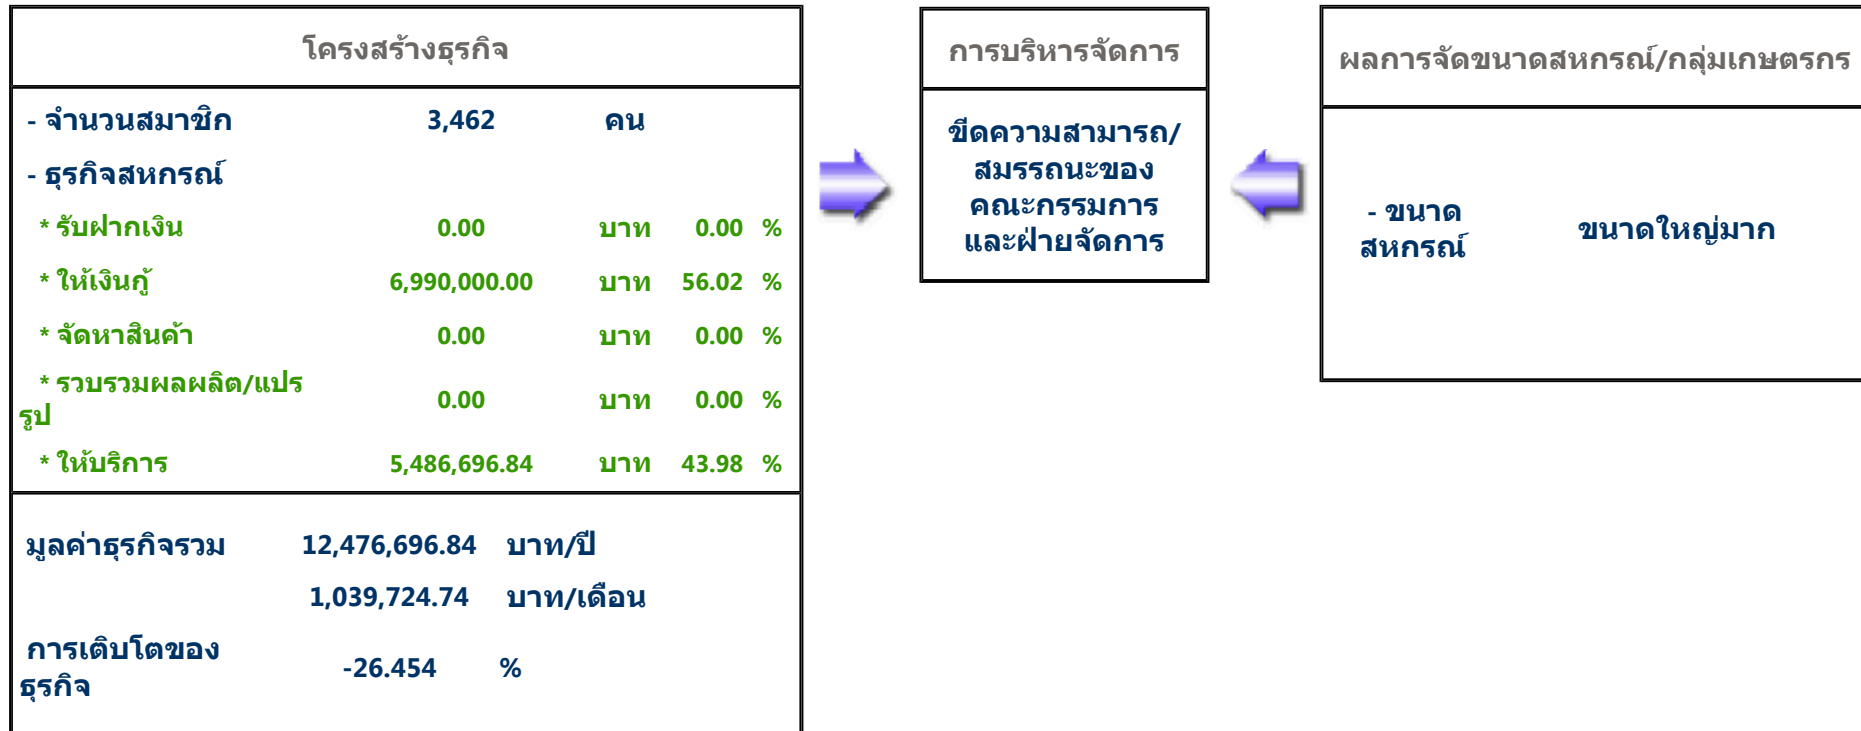 โครงสร้างธุรกิจ
- จำนวนสมาชิก 3,462 คน
- ธุรกิจสหกรณ์
* รับฝากเงิน 0.00 บาท 0.00 %
* ให้เงินกู้ 6,990,000.00 บาท 56.02 %
* จัดหาสินค้า 0.00 บาท 0.00 %
* รวบรวมผลผลิต/แปร
รูป 0.00 บาท 0.00 %
* ให้บริการ 5,486,696.84 บาท 43.98 %
มูลค่าธุรกิจรวม 12,476,696.84 บาท/ปี
1,039,724.74 บาท/เดือน
การเติบโตของ
ธุรกิจ -26.454 %
การบริหารจัดการ
ขีดความสามารถ/
สมรรถนะของ
คณะกรรมการ
และฝ่ายจัดการ
ผลการจัดขนาดสหกรณ์/กลุ่มเกษตรกร
- ขนาด
สหกรณ์ ขนาดใหญ่มาก